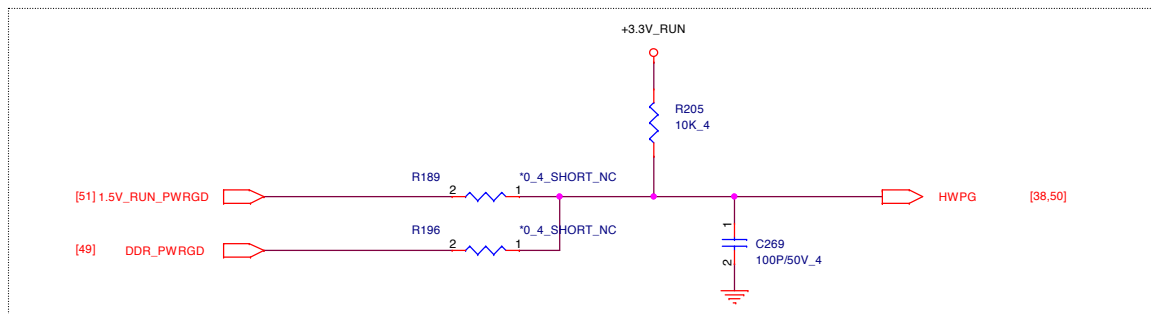 +3.3V_RUN
R205
10K_4
R189
*0_4_SHORT_NC
[51] 1.5V_RUN_PWRGD
2
1
HWPG
[38,50]
R196
*0_4_SHORT_NC
[49]
DDR_PWRGD
2
1
1
C269
2
100P/50V_4